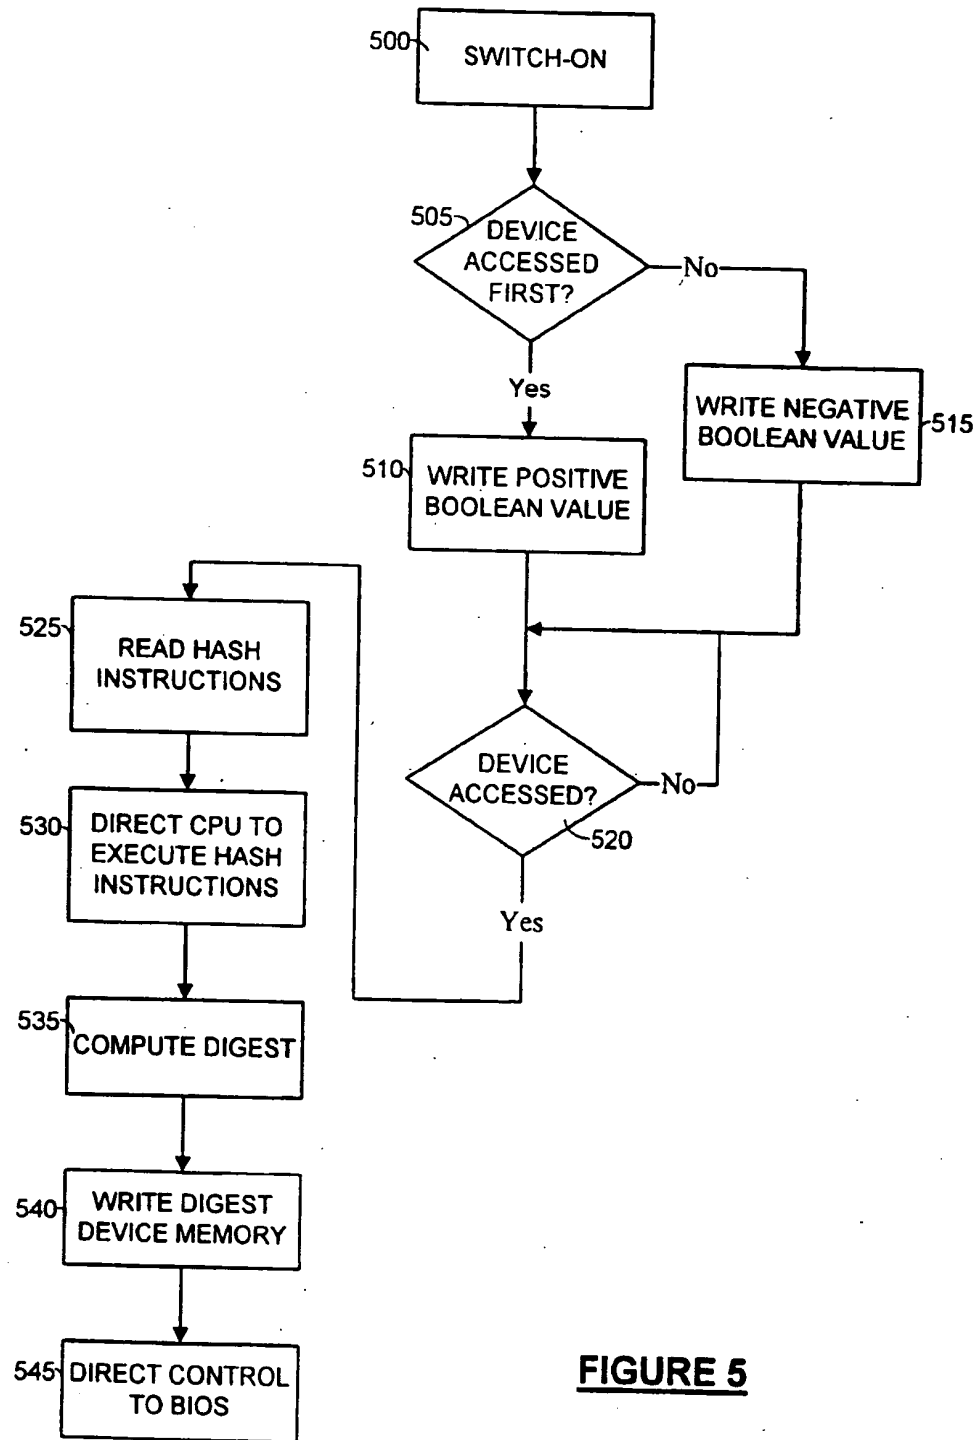 500
SWITCH-ON
505
DEVICE
ACCESSED
FIRST?
No
Yes
WRITE NEGATIVE
BOOLEAN VALUE
515
510
WRITE POSITIVE
BOOLEAN VALUE
525
READ HASH
INSTRUCTIONS
DEVICE
ACCESSED?
No
520
Yes
530
DIRECT CPU TO
EXECUTE HASH
INSTRUCTIONS
535
COMPUTE DIGEST
540
WRITE DIGEST
DEVICE MEMORY
545
DIRECT CONTROL
TO BIOS
FIGURE 5